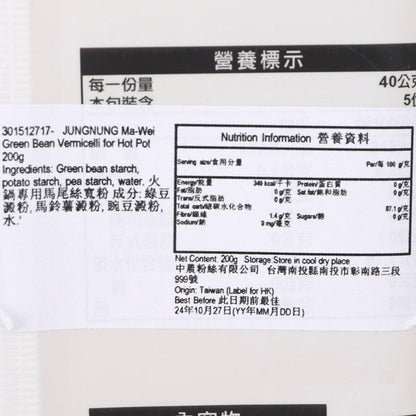 營養標示
每一份量 40公克
本包裝含 5份
301512717- JUNGNUNG Ma-Wei
Green Bean Vermicelli for Hot Pot
200g
Ingredients: Green bean starch,
potato starch, pea starch, water. 火
鍋專用馬尾絲寬粉 成分: 綠豆
澱粉, 馬鈴薯澱粉, 豌豆澱粉,
水.
Nutrition Information 營養資料
Serving size/食用分量 Per/每 100 g/克
Energy/能量 349 kcal/千卡 Protein/蛋白質 0 g/克
Fat/脂肪 0 g/克 Sat.fat/飽和脂肪 0 g/克
Trans/反式脂肪 0 g/克
Total carb/總碳水化合物 87.1 g/克
Fibre/纖維 1.4 g/克 Sugars/糖 0 g/克
Sodium/鈉 9 mg/毫克
Net Content: 200g Storage:Store in cool dry place
中農粉絲有限公司 台灣南投縣南投市彰南路三段
999號
Origin: Taiwan (Label for HK)
Best Before 此日期前最佳
24年10月27日(YY年MM月DD日)